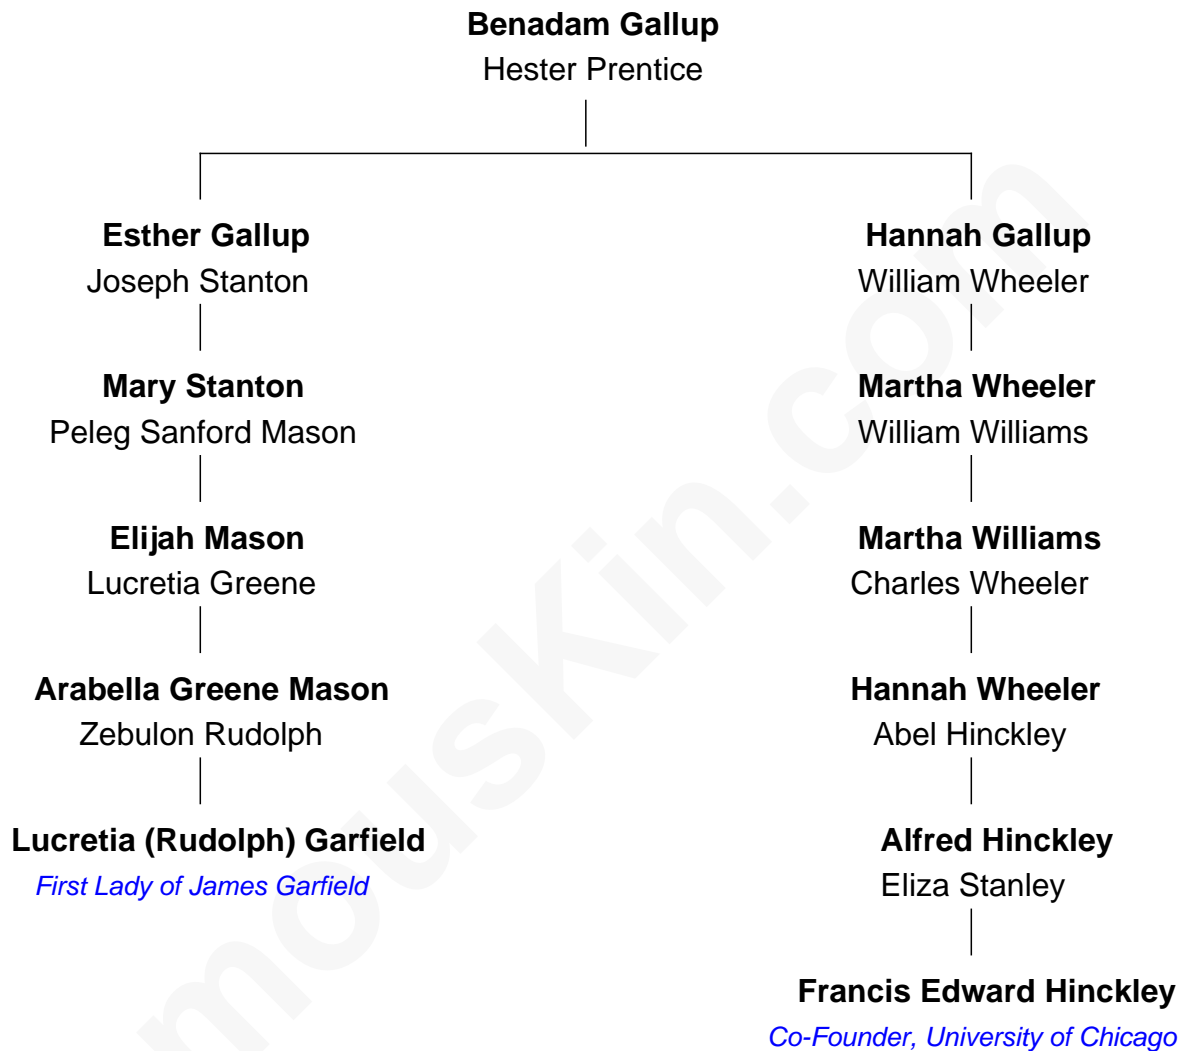 Benadam Gallup
Hester Prentice
Esther Gallup
Joseph Stanton
Mary Stanton
Peleg Sanford Mason
Elijah Mason
Lucretia Greene
Arabella Greene Mason
Zebulon Rudolph
Lucretia (Rudolph) Garfield
First Lady of James Garfield
Hannah Gallup
William Wheeler
Martha Wheeler
William Williams
Martha Williams
Charles Wheeler
Hannah Wheeler
Abel Hinckley
Alfred Hinckley
Eliza Stanley
Francis Edward Hinckley
Co-Founder, University of Chicago
mousKin.com